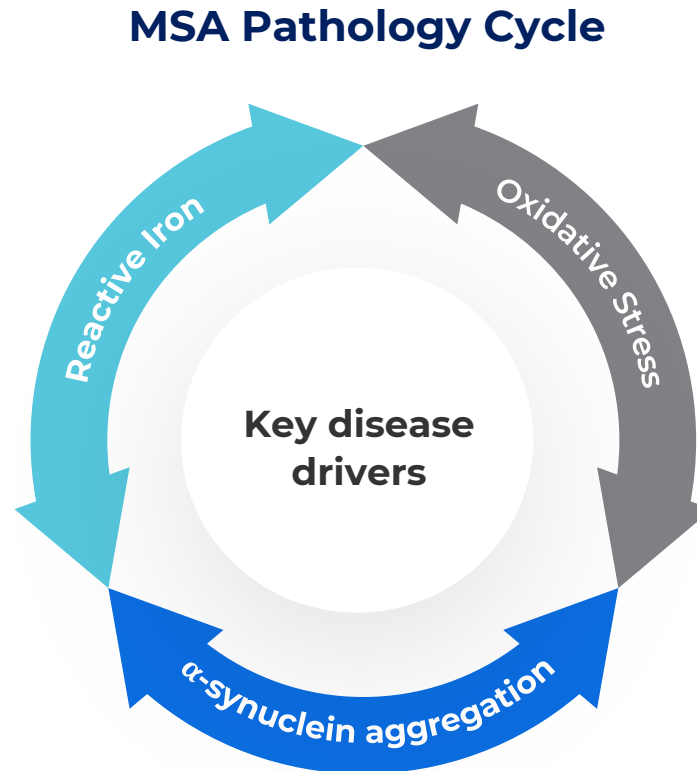 MSA Pathology Cycle
Reactive Iron
Oxidative Stress
Key disease
drivers
α-synuclein aggregation